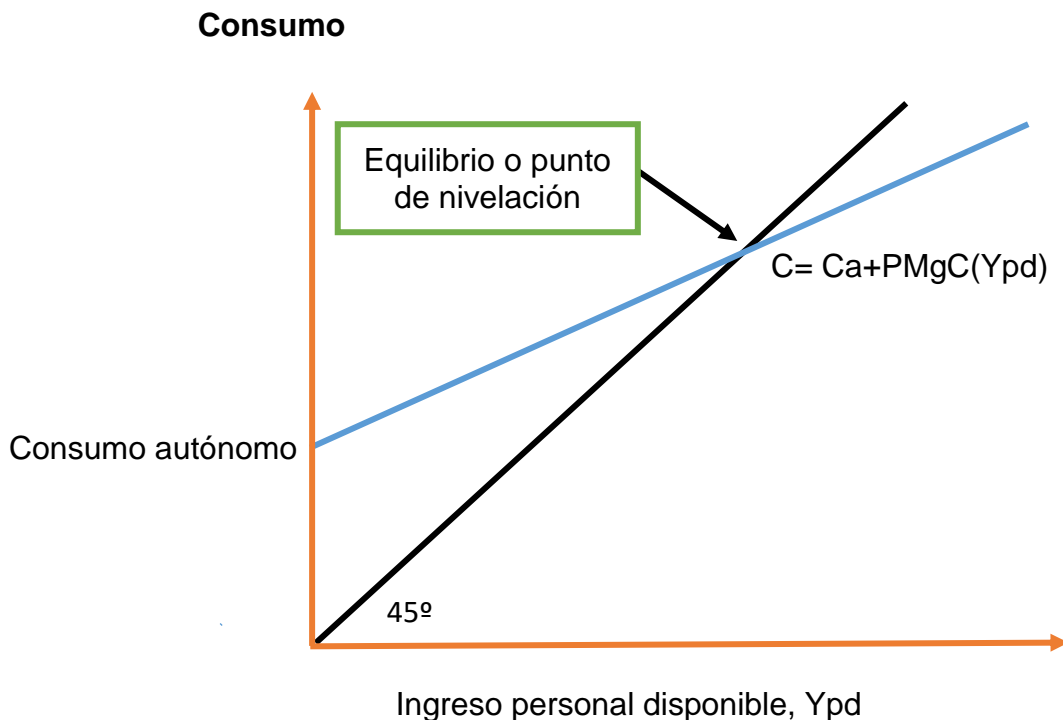 Consumo
Equilibrio o punto
de nivelación
C= Ca+PMgC(Ypd)
Consumo autónomo
45º
Ingreso personal disponible, Ypd